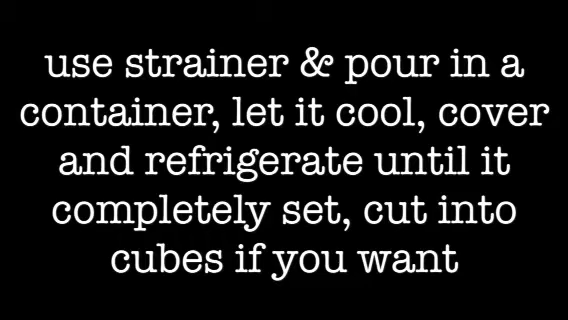 use strainer & pour in a
container, let it cool, cover
and refrigerate until it
completely set, cut into
cubes if you want